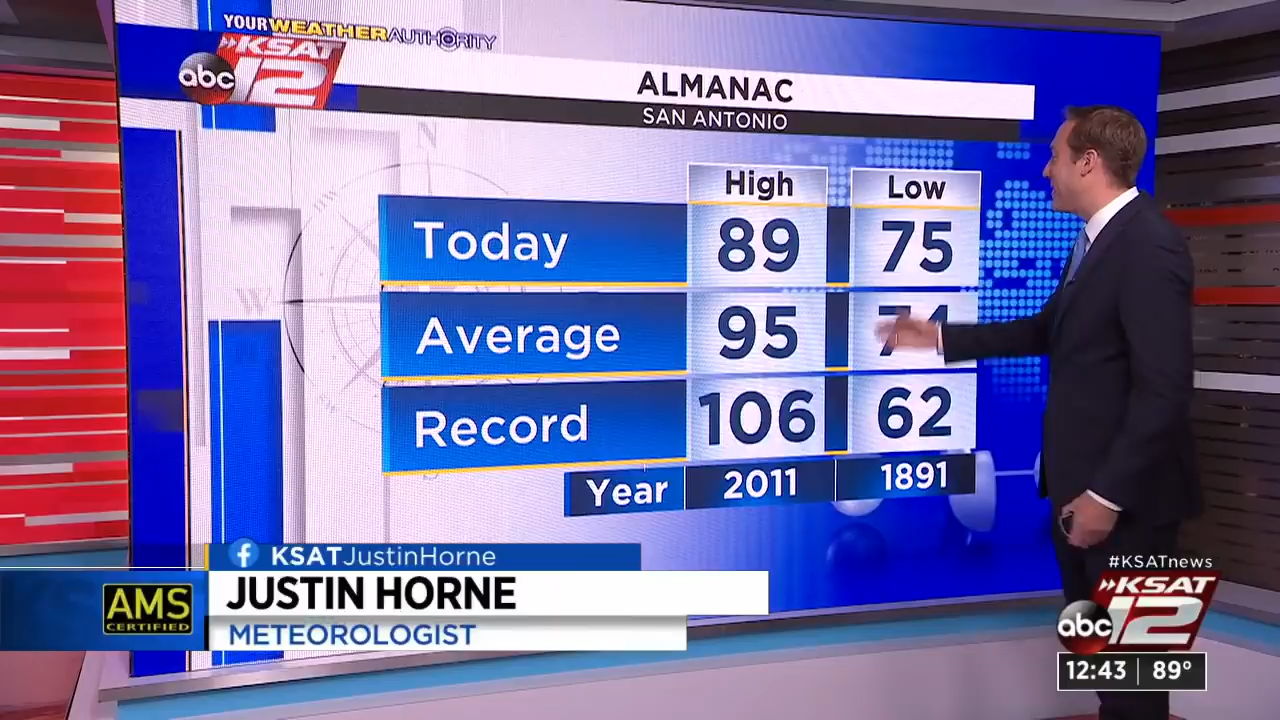 YOUR WEATHER AUTHORITY
KSAT
abc 12
ALMANAC
SAN ANTONIO
N
W
High Low
Today 89 75
Average 95 74
Record 106 62
Year 2011 1891
KSATJustinHorne
AMS
CERTIFIED
JUSTIN HORNE
METEOROLOGIST
#KSATnews
KSAT
abc 12
12:43 89°